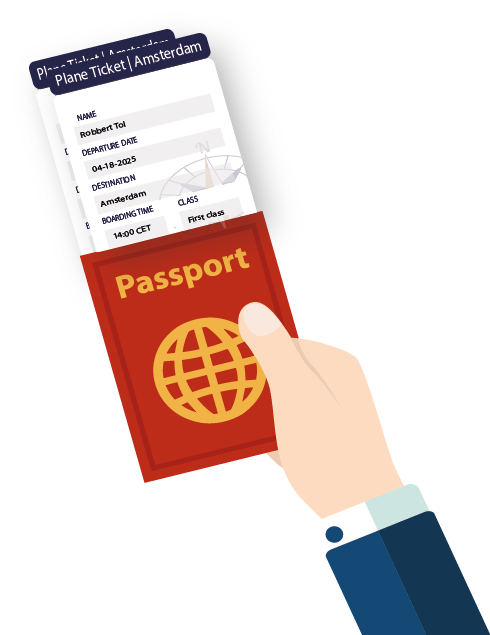 Plane Ticket | Amsterdam
Plane Ticket | Amsterdam
NAME
Robbert Tol
DEPARTURE DATE
04-18-2025
DESTINATION
Amsterdam
BOARDING TIME CLASS
14:00 CET First class
N
Passport